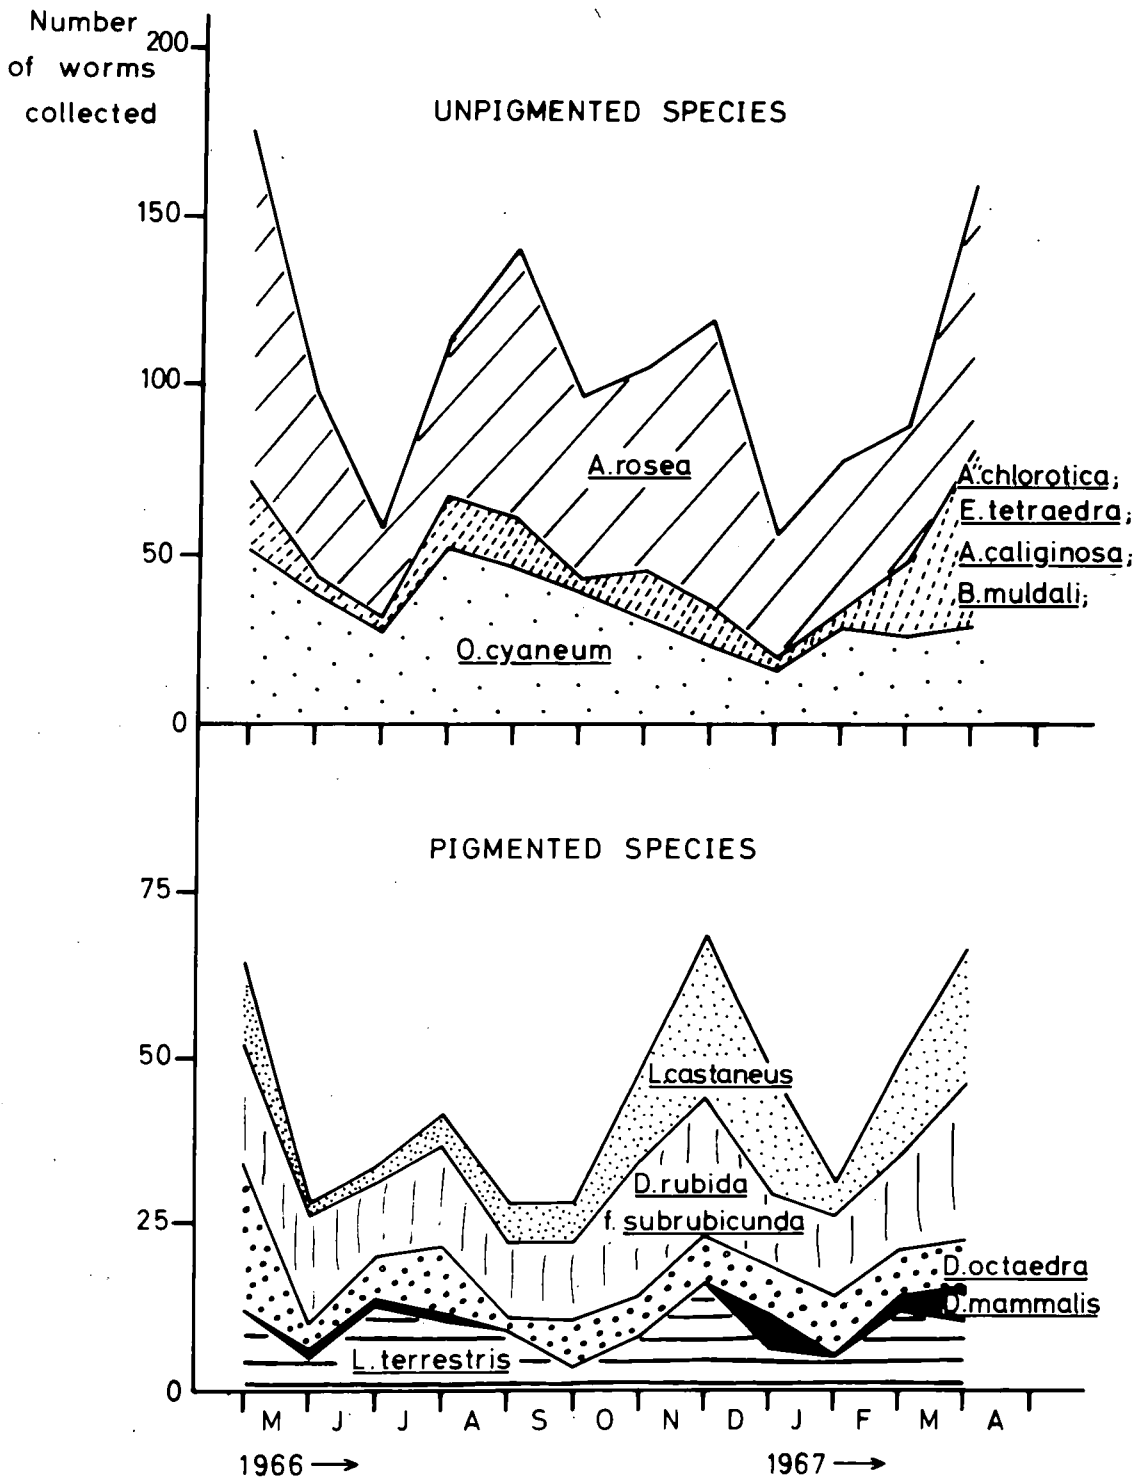 Number
of worms
collected
200
UNPIGMENTED SPECIES
150
100
A.rosea
A.chlorotica;
E.tetraedra;
50
A.caliginosa;
B.muldali;
O.cyaneum
0
PIGMENTED SPECIES
75
50
L.castaneus
D.rubida
f. subrubicunda
25
D.octaedra
D.mammalis
L.terrestris
0
M J J A S O N D J F M A
1966 → 1967 →